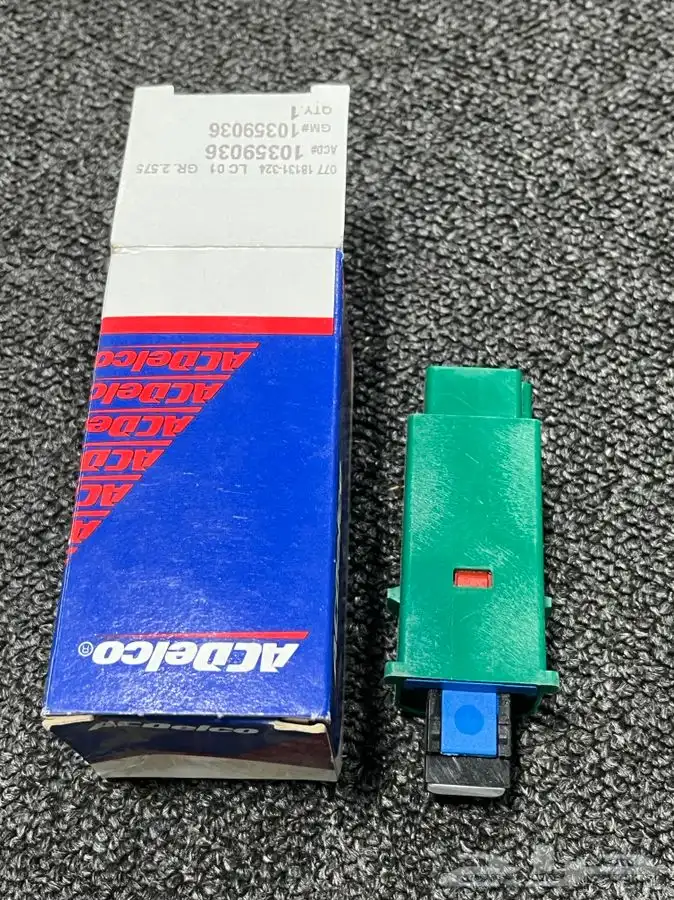 077 18131-324 LC 01 GR. 2.575
ACD# 10359036
GM# 10359036
QTY. 1
ACDelco
ACDelco
ACDelco
ACDelco
ACDelco®
ACDelco